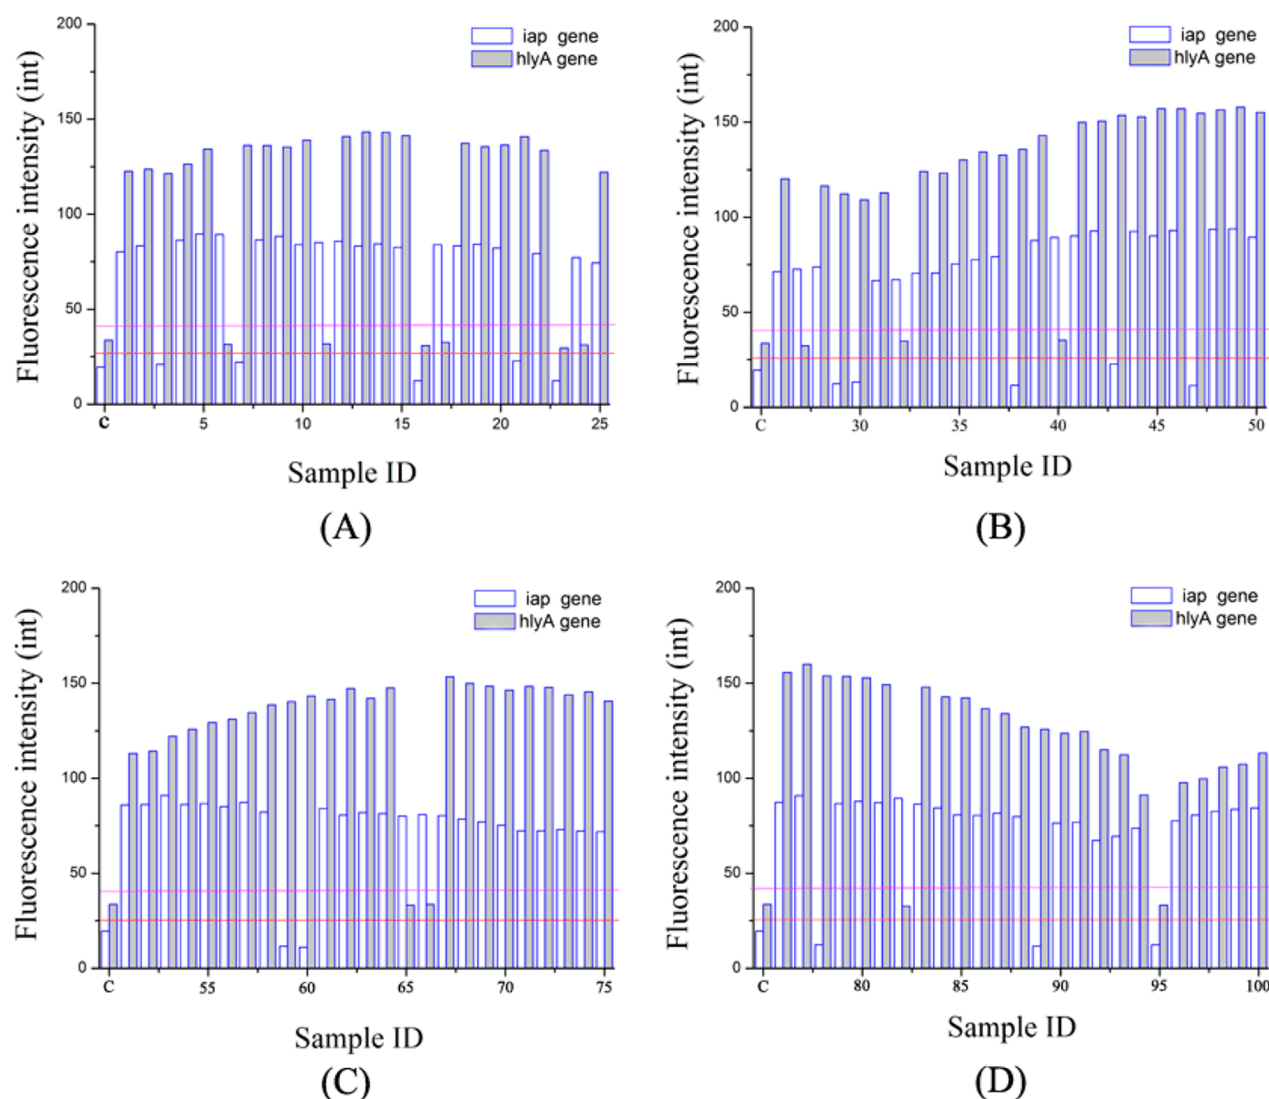 200
150
100
50
0
Fluorescence intensity (int)
iap gene
hlyA gene
c 5 10 15 20 25
Sample ID
(A)
200
150
100
50
0
Fluorescence intensity (int)
iap gene
hlyA gene
C 30 35 40 45 50
Sample ID
(B)
200
150
100
50
0
Fluorescence intensity (int)
iap gene
hlyA gene
C 55 60 65 70 75
Sample ID
(C)
200
150
100
50
0
Fluorescence intensity (int)
iap gene
hlyA gene
C 80 85 90 95 100
Sample ID
(D)